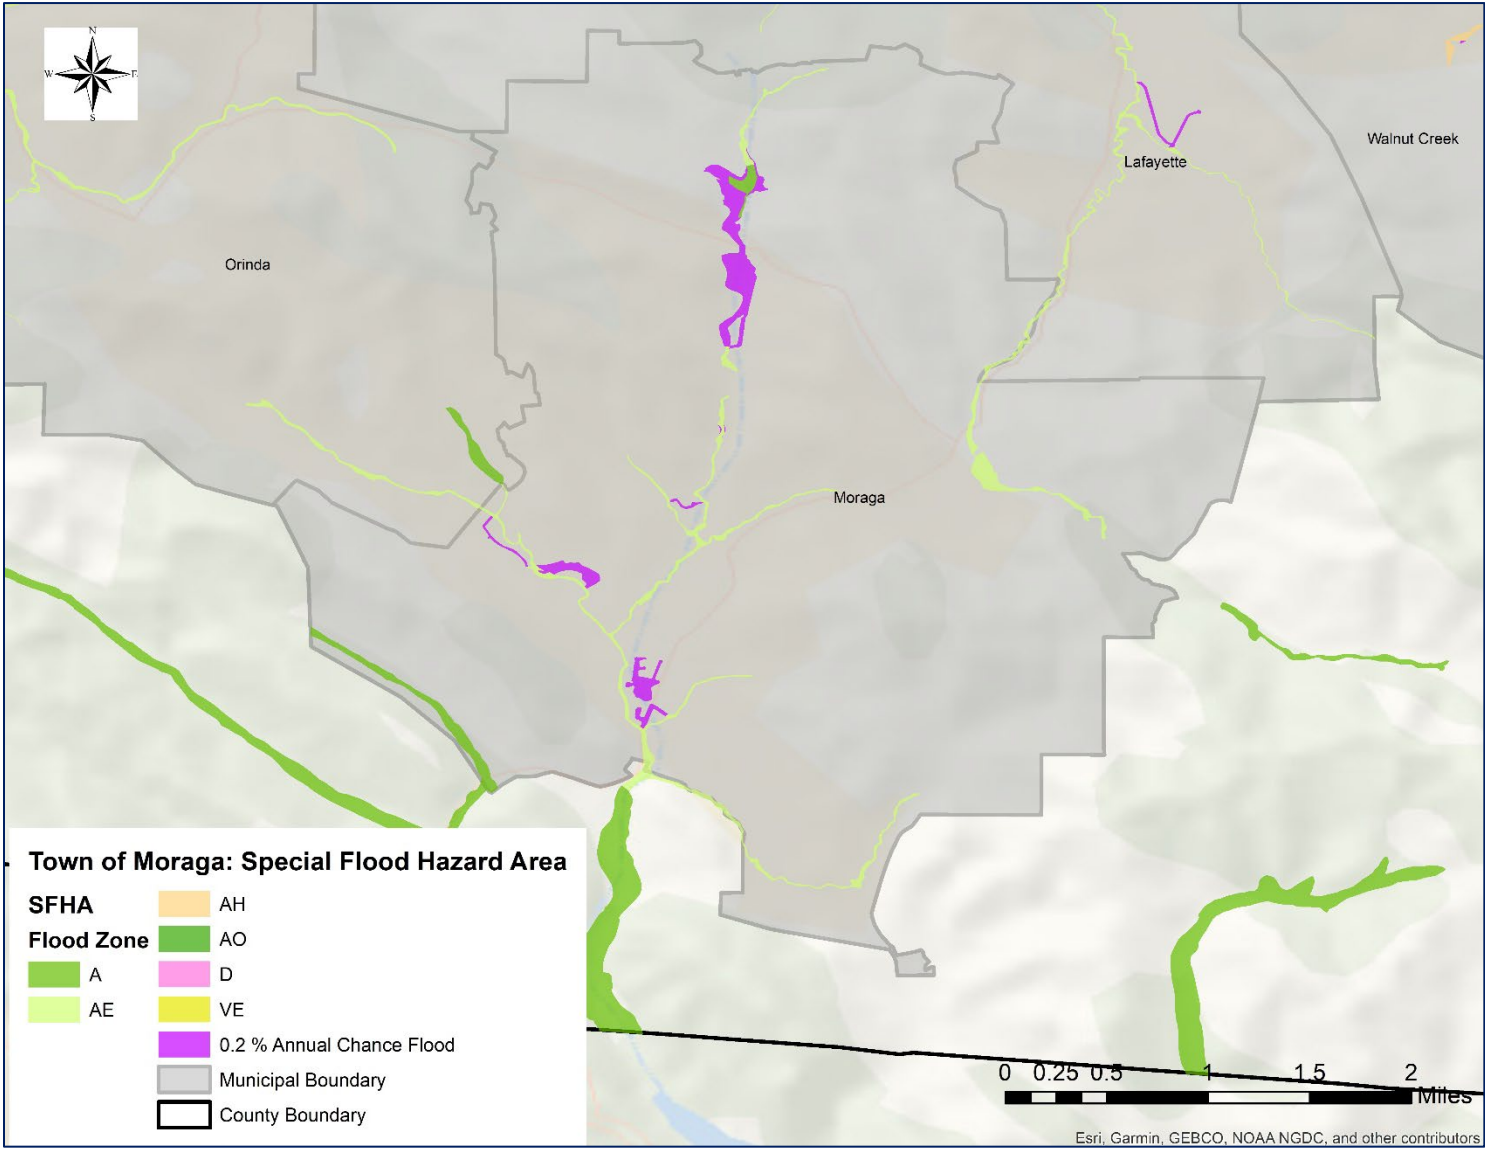 N
W E
S
Walnut Creek
Lafayette
Orinda
Moraga
Town of Moraga: Special Flood Hazard Area
SFHA
Flood Zone
A
AE
AH
AO
D
VE
0.2 % Annual Chance Flood
Municipal Boundary
County Boundary
0 0.25 0.5 1 1.5 2
Miles
Esri, Garmin, GEBCO, NOAA NGDC, and other contributors